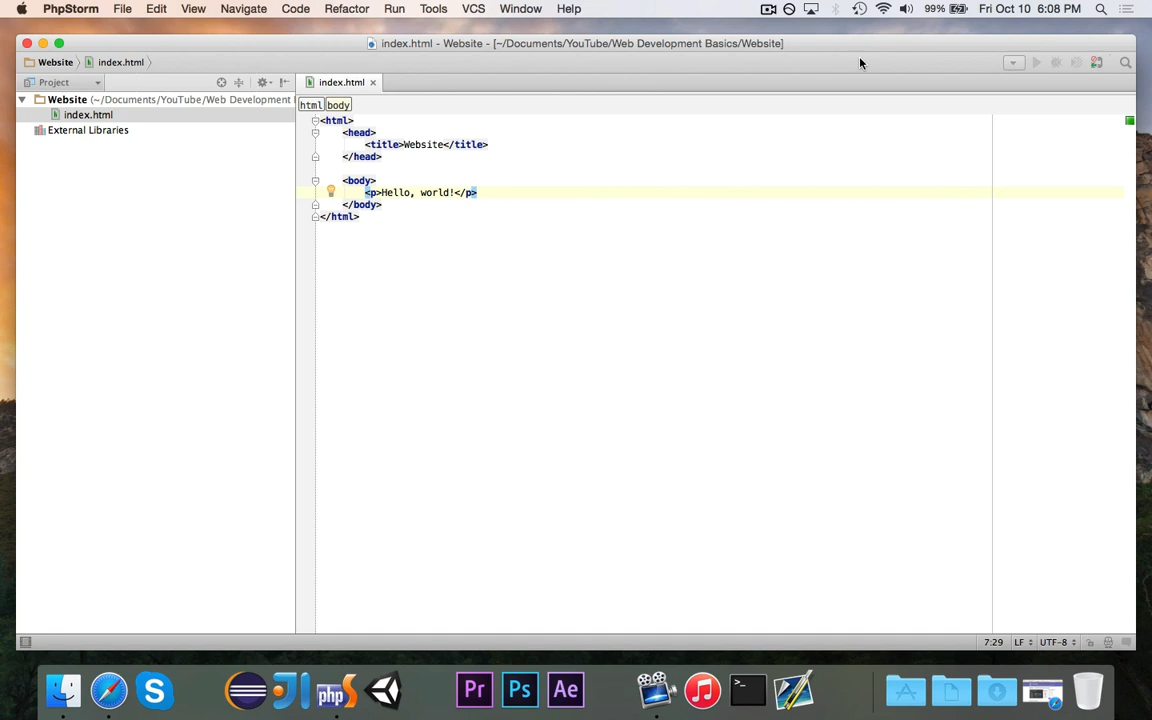 PhpStorm File Edit View Navigate Code Refactor Run Tools VCS Window Help 99% Fri Oct 10 6:08 PM
index.html - Website - [~/Documents/YouTube/Web Development Basics/Website]
Website index.html
Project index.html
Website (~/Documents/YouTube/Web Development
index.html
External Libraries
html body
<html>
<head>
<title>Website</title>
</head>
<body>
<p>Hello, world!</p>
</body>
</html>
7:29 LF UTF-8
S php S Pr Ps Ae >_